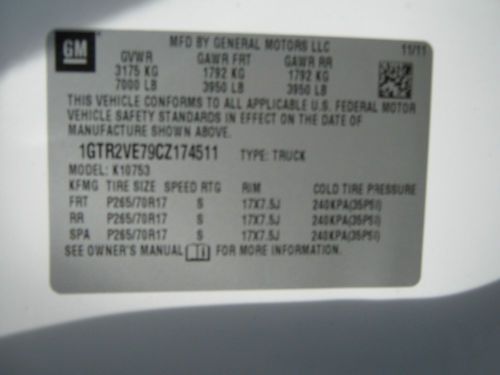 GM
MFD BY GENERAL MOTORS LLC 11/11
GVWR GAWR FRT GAWR RR
3175 KG 1792 KG 1792 KG
7000 LB 3950 LB 3950 LB
THIS VEHICLE CONFORMS TO ALL APPLICABLE U.S. FEDERAL MOTOR
VEHICLE SAFETY STANDARDS IN EFFECT ON THE DATE OF
MANUFACTURE SHOWN ABOVE.
1GTR2VE79CZ174511 TYPE: TRUCK
MODEL: K10753
KFMG TIRE SIZE SPEED RTG RIM COLD TIRE PRESSURE
FRT P265/70R17 S 17X7.5J 240KPA(35PSI)
RR P265/70R17 S 17X7.5J 240KPA(35PSI)
SPA P265/70R17 S 17X7.5J 240KPA(35PSI)
SEE OWNER'S MANUAL FOR MORE INFORMATION.